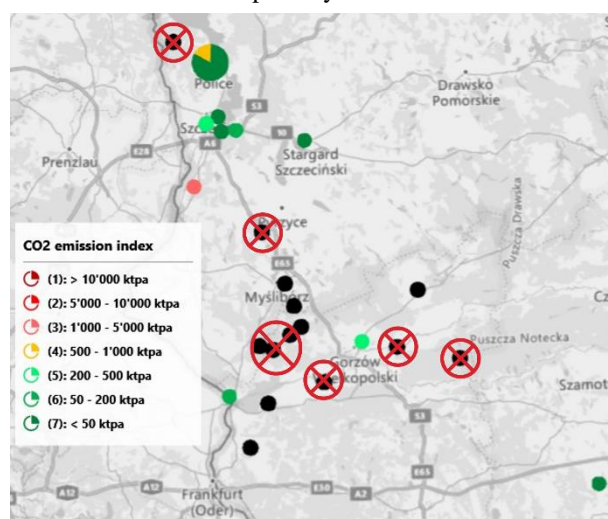 Police
Drawsko
Pomorskie
S3
10
A6
E28
Prenzlau
Stargard
Szczeciński
E65
Myślibórz
Puszcza Drawska
Puszcza Notecka
Gorzów
Szamot
S3
E65
Frankfurt
(Oder)
A12
A12
E30
A2
CO2 emission index
(1): > 10'000 ktpa
(2): 5'000 - 10'000 ktpa
(3): 1'000 - 5'000 ktpa
(4): 500 - 1'000 ktpa
(5): 200 - 500 ktpa
(6): 50 - 200 ktpa
(7): < 50 ktpa